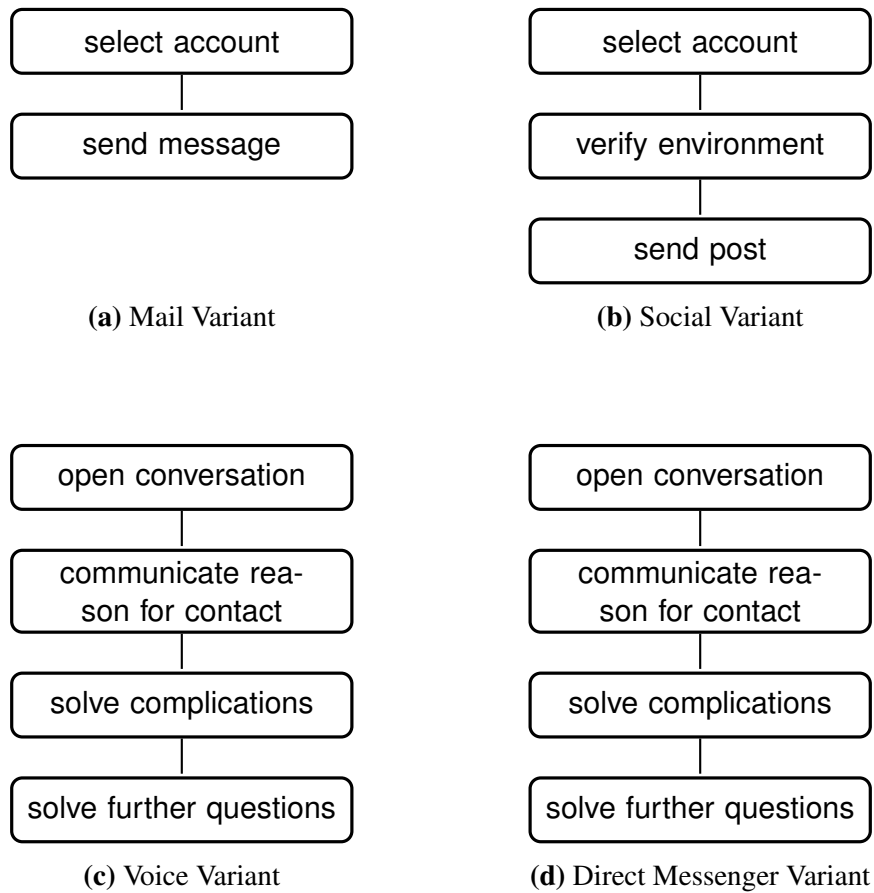 select account
send message
(a) Mail Variant
select account
verify environment
send post
(b) Social Variant
open conversation
communicate rea-
son for contact
solve complications
solve further questions
(c) Voice Variant
open conversation
communicate rea-
son for contact
solve complications
solve further questions
(d) Direct Messenger Variant